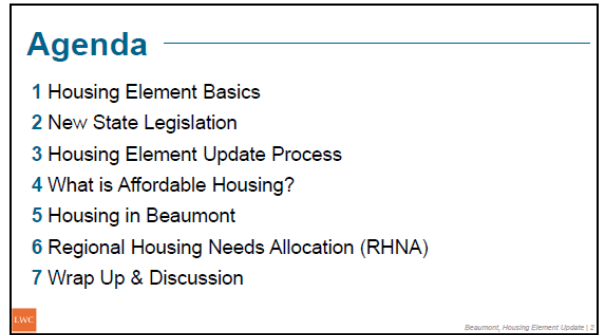 Agenda
1 Housing Element Basics
2 New State Legislation
3 Housing Element Update Process
4 What is Affordable Housing?
5 Housing in Beaumont
6 Regional Housing Needs Allocation (RHNA)
7 Wrap Up & Discussion
LWC
Beaumont, Housing Element Update | 2